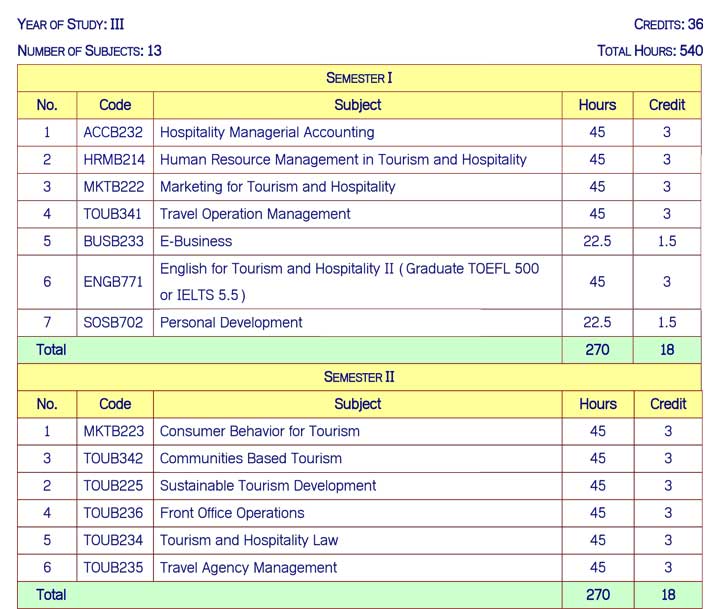 YEAR OF STUDY: III CREDITS: 36
NUMBER OF SUBJECTS: 13 TOTAL HOURS: 540
SEMESTER I
No. Code Subject Hours Credit
1 ACCB232 Hospitality Managerial Accounting 45 3
2 HRMB214 Human Resource Management in Tourism and Hospitality 45 3
3 MKTB222 Marketing for Tourism and Hospitality 45 3
4 TOUB341 Travel Operation Management 45 3
5 BUSB233 E-Business 22.5 1.5
6 ENGB771 English for Tourism and Hospitality II (Graduate TOEFL 500
or IELTS 5.5) 45 3
7 SOSB702 Personal Development 22.5 1.5
Total 270 18
SEMESTER II
No. Code Subject Hours Credit
1 MKTB223 Consumer Behavior for Tourism 45 3
3 TOUB342 Communities Based Tourism 45 3
2 TOUB225 Sustainable Tourism Development 45 3
4 TOUB236 Front Office Operations 45 3
5 TOUB234 Tourism and Hospitality Law 45 3
6 TOUB235 Travel Agency Management 45 3
Total 270 18